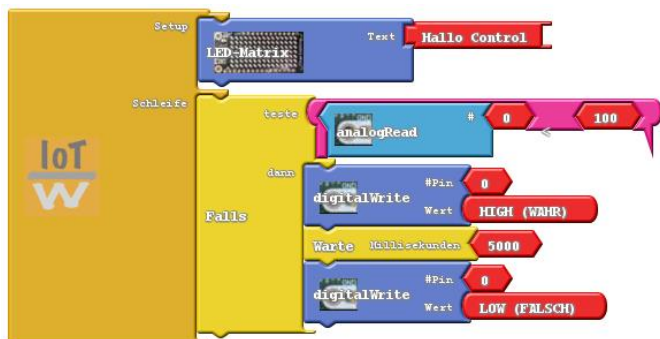 Setup
LED-Matrix
Text
Hallo Control
Schleife
IoT
W
Falls
teste
analogRead
#
0
<
100
dann
digitalWrite
#Pin
0
Wert
HIGH (WAHR)
Warte Millisekunden 5000
digitalWrite
#Pin
0
Wert
LOW (FALSCH)